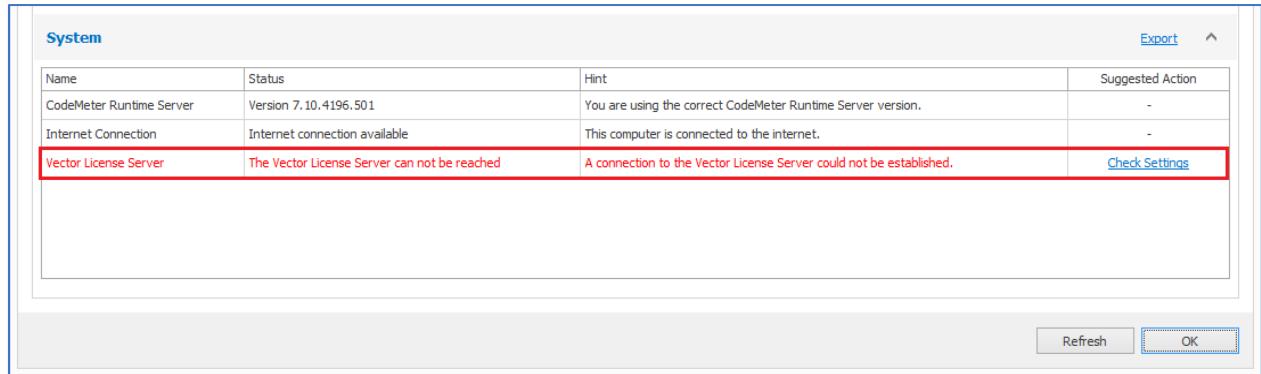 System Export
Name Status Hint Suggested Action
CodeMeter Runtime Server Version 7.10.4196.501 You are using the correct CodeMeter Runtime Server version. -
Internet Connection Internet connection available This computer is connected to the internet. -
Vector License Server The Vector License Server can not be reached A connection to the Vector License Server could not be established. Check Settings
Refresh OK